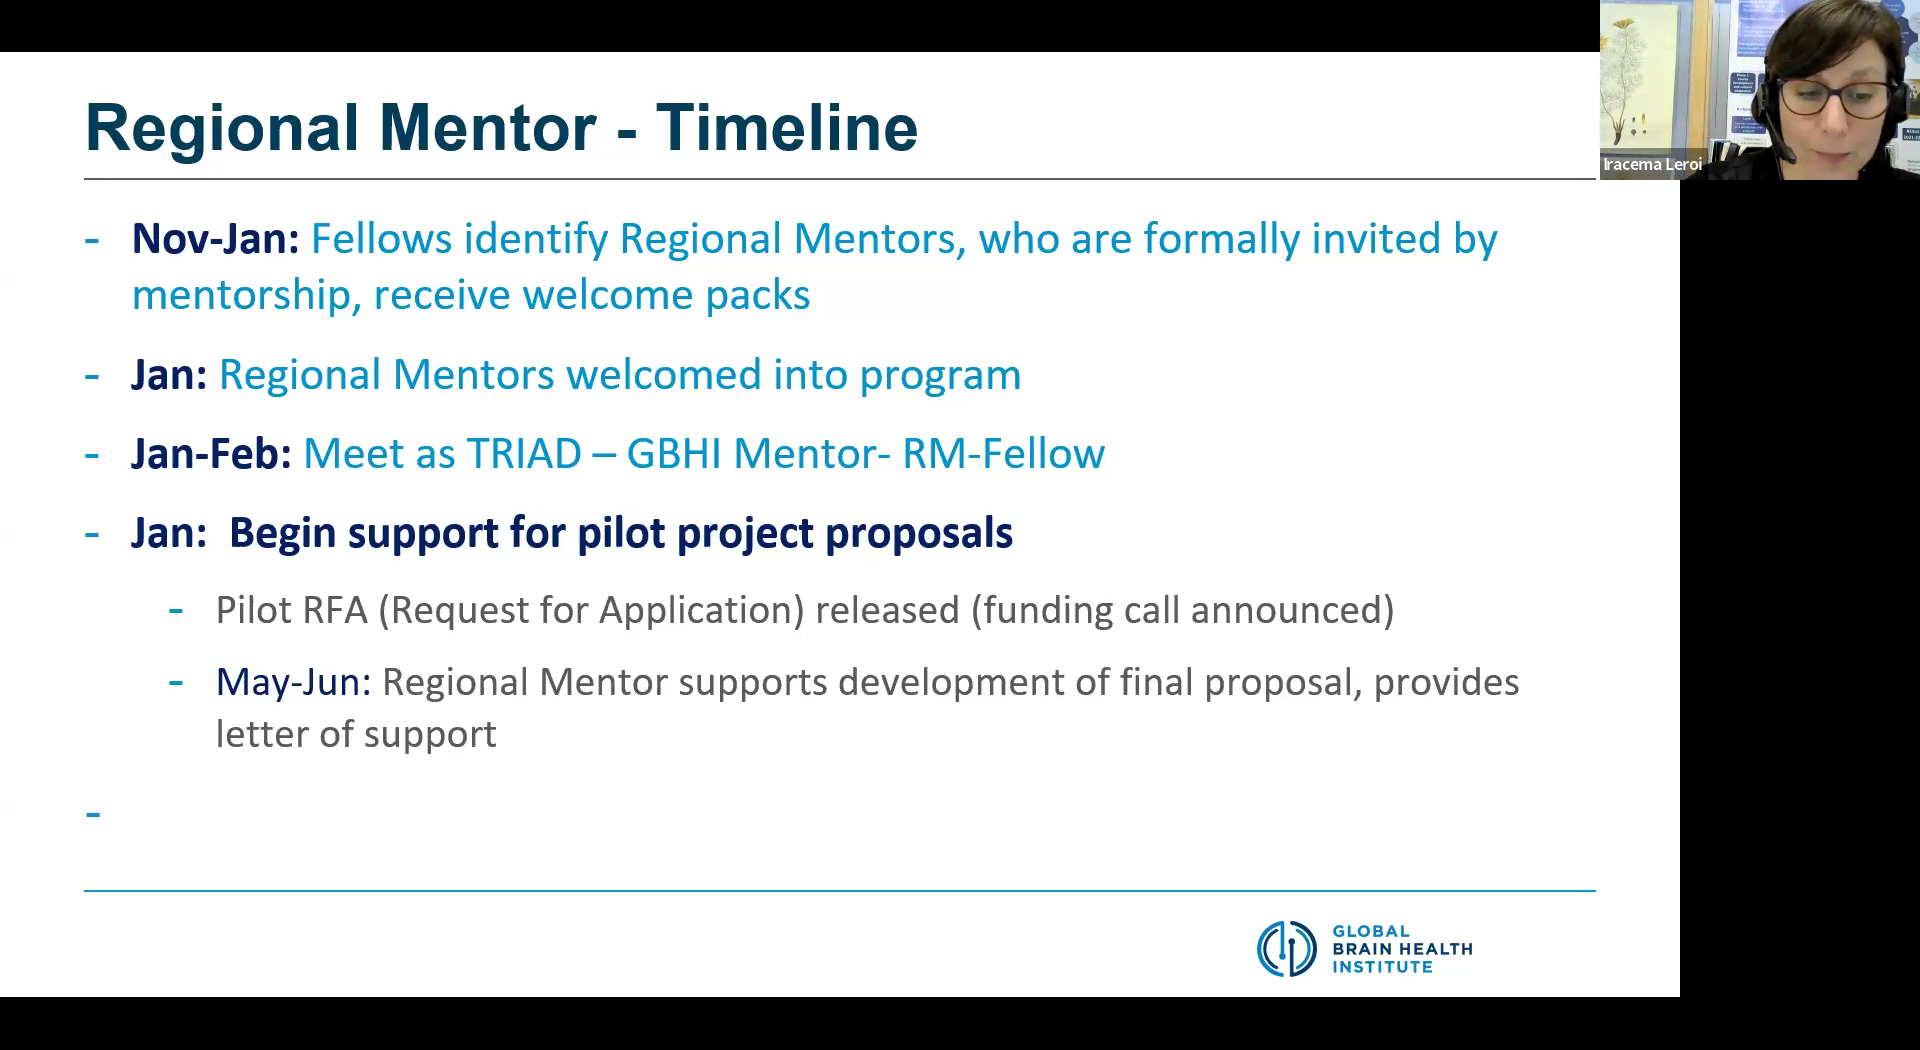 Regional Mentor - Timeline
Iracema Leroi
- Nov-Jan: Fellows identify Regional Mentors, who are formally invited by
mentorship, receive welcome packs
- Jan: Regional Mentors welcomed into program
- Jan-Feb: Meet as TRIAD – GBHI Mentor- RM-Fellow
- Jan:  Begin support for pilot project proposals
- Pilot RFA (Request for Application) released (funding call announced)
- May-Jun: Regional Mentor supports development of final proposal, provides
letter of support
-
GLOBAL
BRAIN HEALTH
INSTITUTE